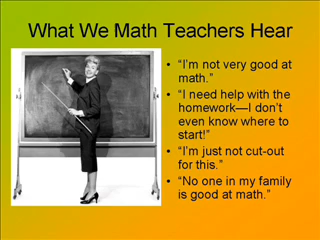 What We Math Teachers Hear
• “I’m not very good at
math.”
• “I need help with the
homework—I don’t
even know where to
start!”
• “I’m just not cut-out
for this.”
• “No one in my family
is good at math.”